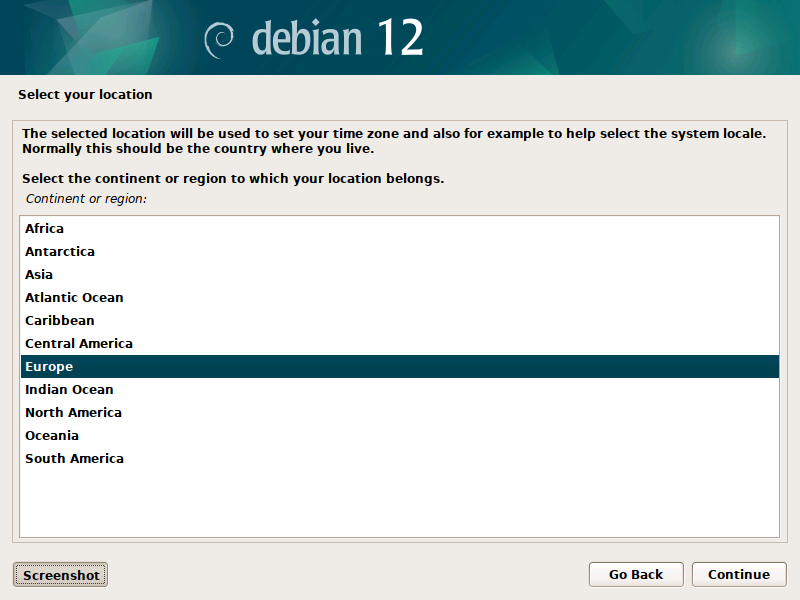 debian 12
Select your location
The selected location will be used to set your time zone and also for example to help select the system locale.
Normally this should be the country where you live.
Select the continent or region to which your location belongs.
Continent or region:
Africa
Antarctica
Asia
Atlantic Ocean
Caribbean
Central America
Europe
Indian Ocean
North America
Oceania
South America
Screenshot
Go Back
Continue